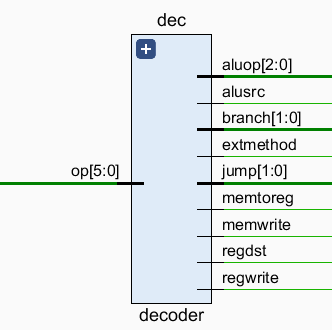 dec
aluop[2:0]
alusrc
branch[1:0]
extmethod
op[5:0]
jump[1:0]
memtoreg
memwrite
regdst
regwrite
decoder